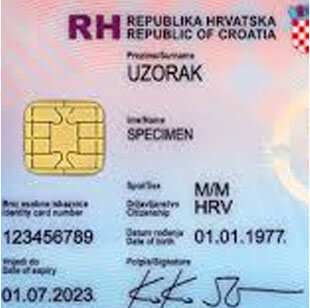 RH REPUBLIKA HRVATSKA
REPUBLIC OF CROATIA
Prezime/Surname
UZORAK
Ime/Name
SPECIMEN
Spol/Sex
M/M
Državljanstvo
Citizenship
HRV
Broj osobne iskaznice
Identity card number
123456789
Datum rođenja
Date of birth
01.01.1977.
Vrijedi do
Date of expiry
01.07.2023.
Potpis/Signature